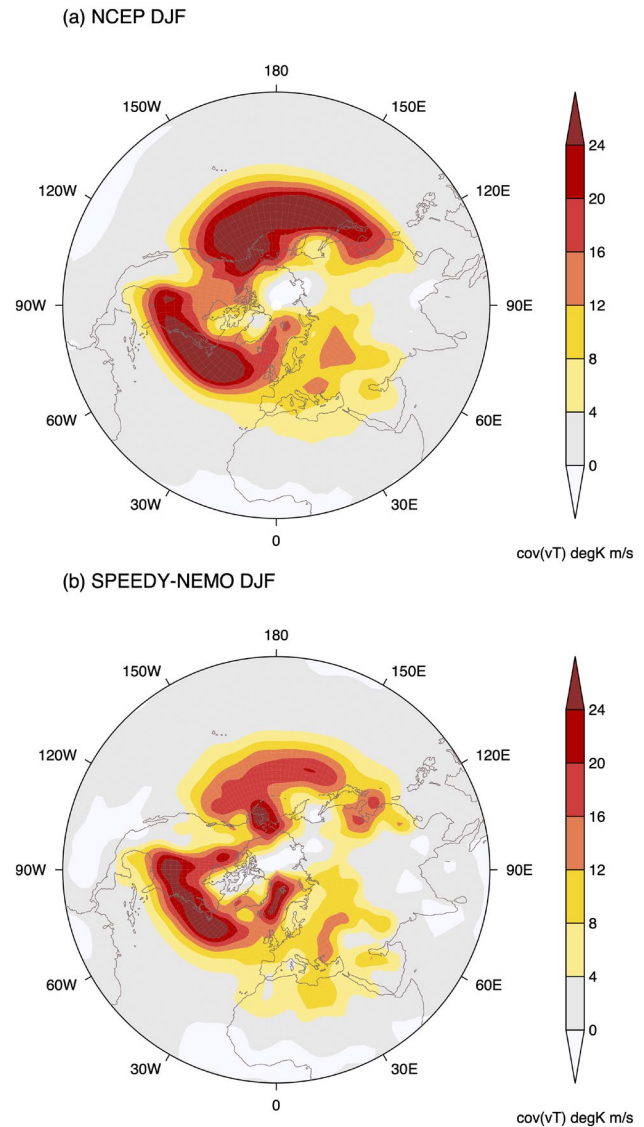 (a) NCEP DJF
180
150W
150E
120W
120E
90W
90E
60W
60E
30W
30E
0
24
20
16
12
8
4
0
cov(vT) degK m/s
(b) SPEEDY-NEMO DJF
180
150W
150E
120W
120E
90W
90E
60W
60E
30W
30E
0
24
20
16
12
8
4
0
cov(vT) degK m/s